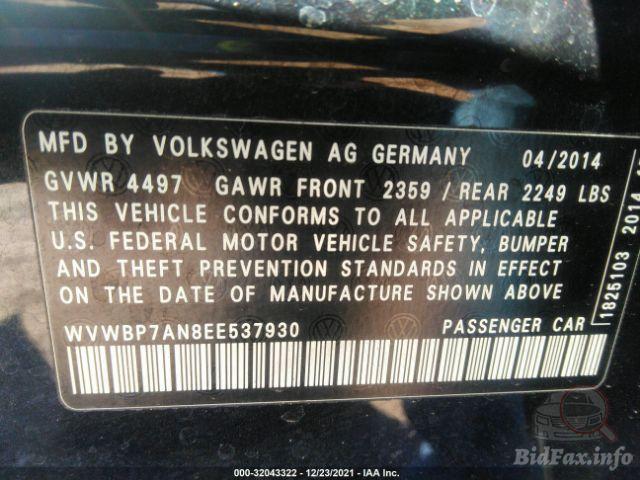 MFD BY VOLKSWAGEN AG GERMANY 04/2014
GVWR 4497 GAWR FRONT 2359 / REAR 2249 LBS
THIS VEHICLE CONFORMS TO ALL APPLICABLE
U.S. FEDERAL MOTOR VEHICLE SAFETY, BUMPER
AND THEFT PREVENTION STANDARDS IN EFFECT
ON THE DATE OF MANUFACTURE SHOWN ABOVE
WVWBP7AN8EE537930 PASSENGER CAR
1825103 2014
BidFax.info
000-32043322 - 12/23/2021 - IAA Inc.